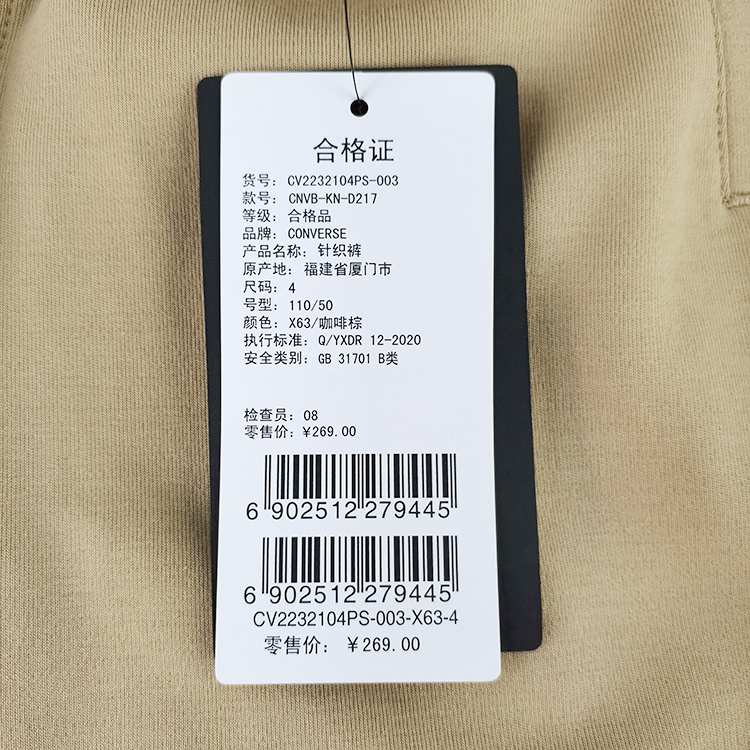 合格证
货号: CV2232104PS-003
款号: CNVB-KN-D217
等级: 合格品
品牌: CONVERSE
产品名称: 针织裤
原产地: 福建省厦门市
尺码: 4
号型: 110/50
颜色: X63/咖啡棕
执行标准: Q/YXDR 12-2020
安全类别: GB 31701 B类
检查员: 08
零售价: ¥269.00
6 902512 279445
6 902512 279445
CV2232104PS-003-X63-4
零售价: ¥269.00